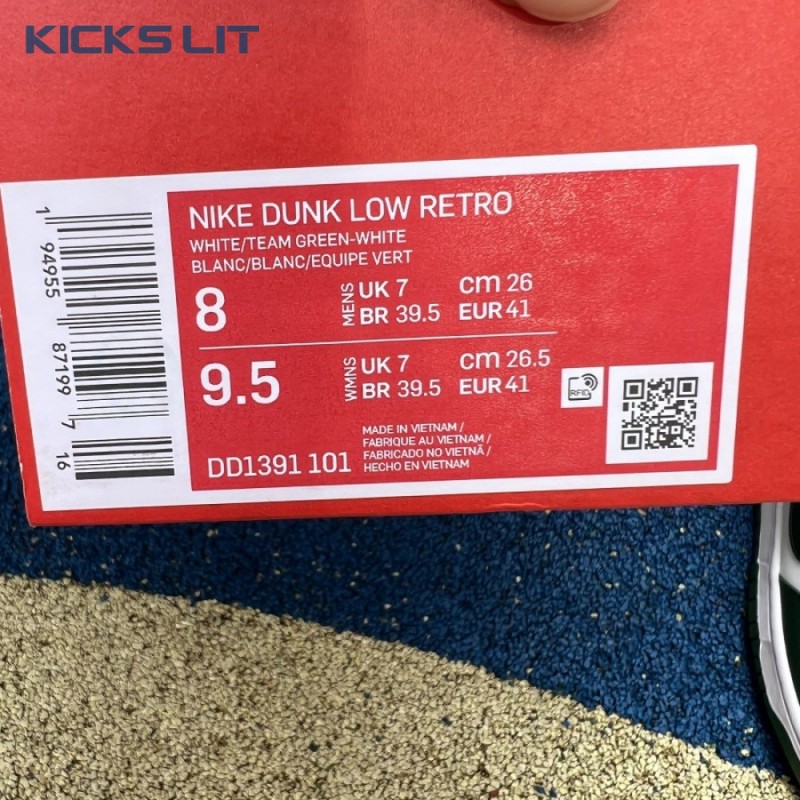 KICKS LIT
NIKE DUNK LOW RETRO
WHITE/TEAM GREEN-WHITE
BLANC/BLANC/EQUIPE VERT
8 MENS UK 7 cm 26
BR 39.5 EUR 41
9.5 WMNS UK 7 cm 26.5
BR 39.5 EUR 41
RFID
DD1391 101
MADE IN VIETNAM /
FABRIQUE AU VIETNAM /
FABRICADO NO VIETNÃ /
HECHO EN VIETNAM
1 94955 87199 7 16